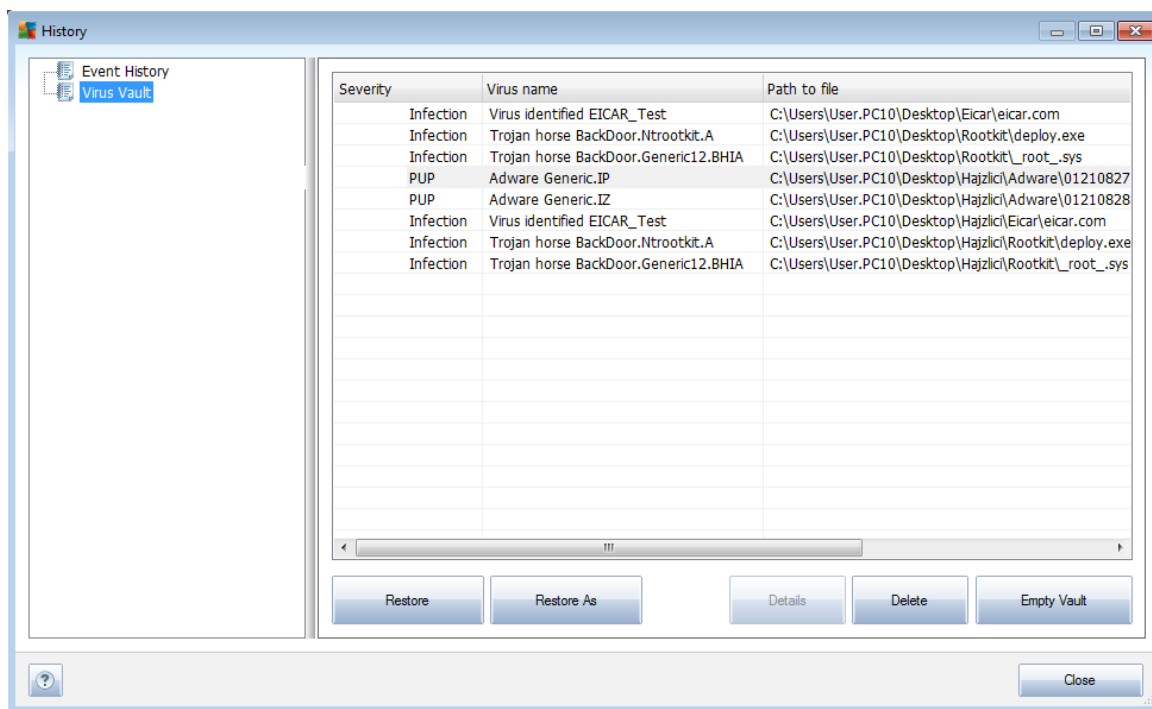 History
Event History
Virus Vault
Severity Virus name Path to file
Infection Virus identified EICAR_Test C:\Users\User.PC10\Desktop\Eicar\eicar.com
Infection Trojan horse BackDoor.Ntrootkit.A C:\Users\User.PC10\Desktop\Rootkit\deploy.exe
Infection Trojan horse BackDoor.Generic12.BHIA C:\Users\User.PC10\Desktop\Rootkit\_root_.sys
PUP Adware Generic.IP C:\Users\User.PC10\Desktop\Hajzlici\Adware\01210827
PUP Adware Generic.IZ C:\Users\User.PC10\Desktop\Hajzlici\Adware\01210828
Infection Virus identified EICAR_Test C:\Users\User.PC10\Desktop\Hajzlici\Eicar\eicar.com
Infection Trojan horse BackDoor.Ntrootkit.A C:\Users\User.PC10\Desktop\Hajzlici\Rootkit\deploy.exe
Infection Trojan horse BackDoor.Generic12.BHIA C:\Users\User.PC10\Desktop\Hajzlici\Rootkit\_root_.sys
Restore Restore As Details Delete Empty Vault
? Close